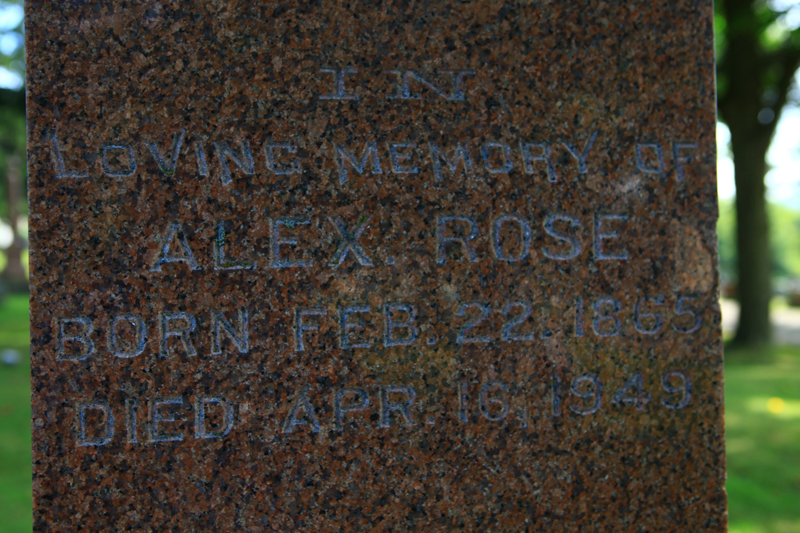 IN
LOVING MEMORY OF
ALEX. ROSE
BORN FEB. 22. 1865
DIED APR. 16, 1949